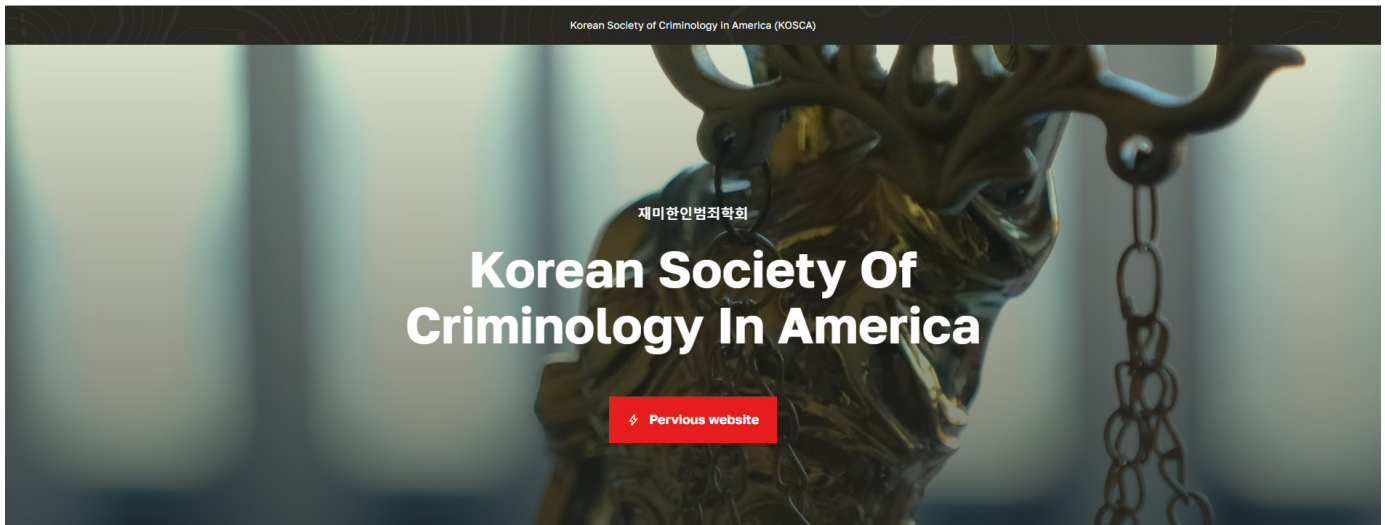 Korean Society of Criminology in America (KOSCA)
재미한인범죄학회
Korean Society Of
Criminology In America
Pervious website